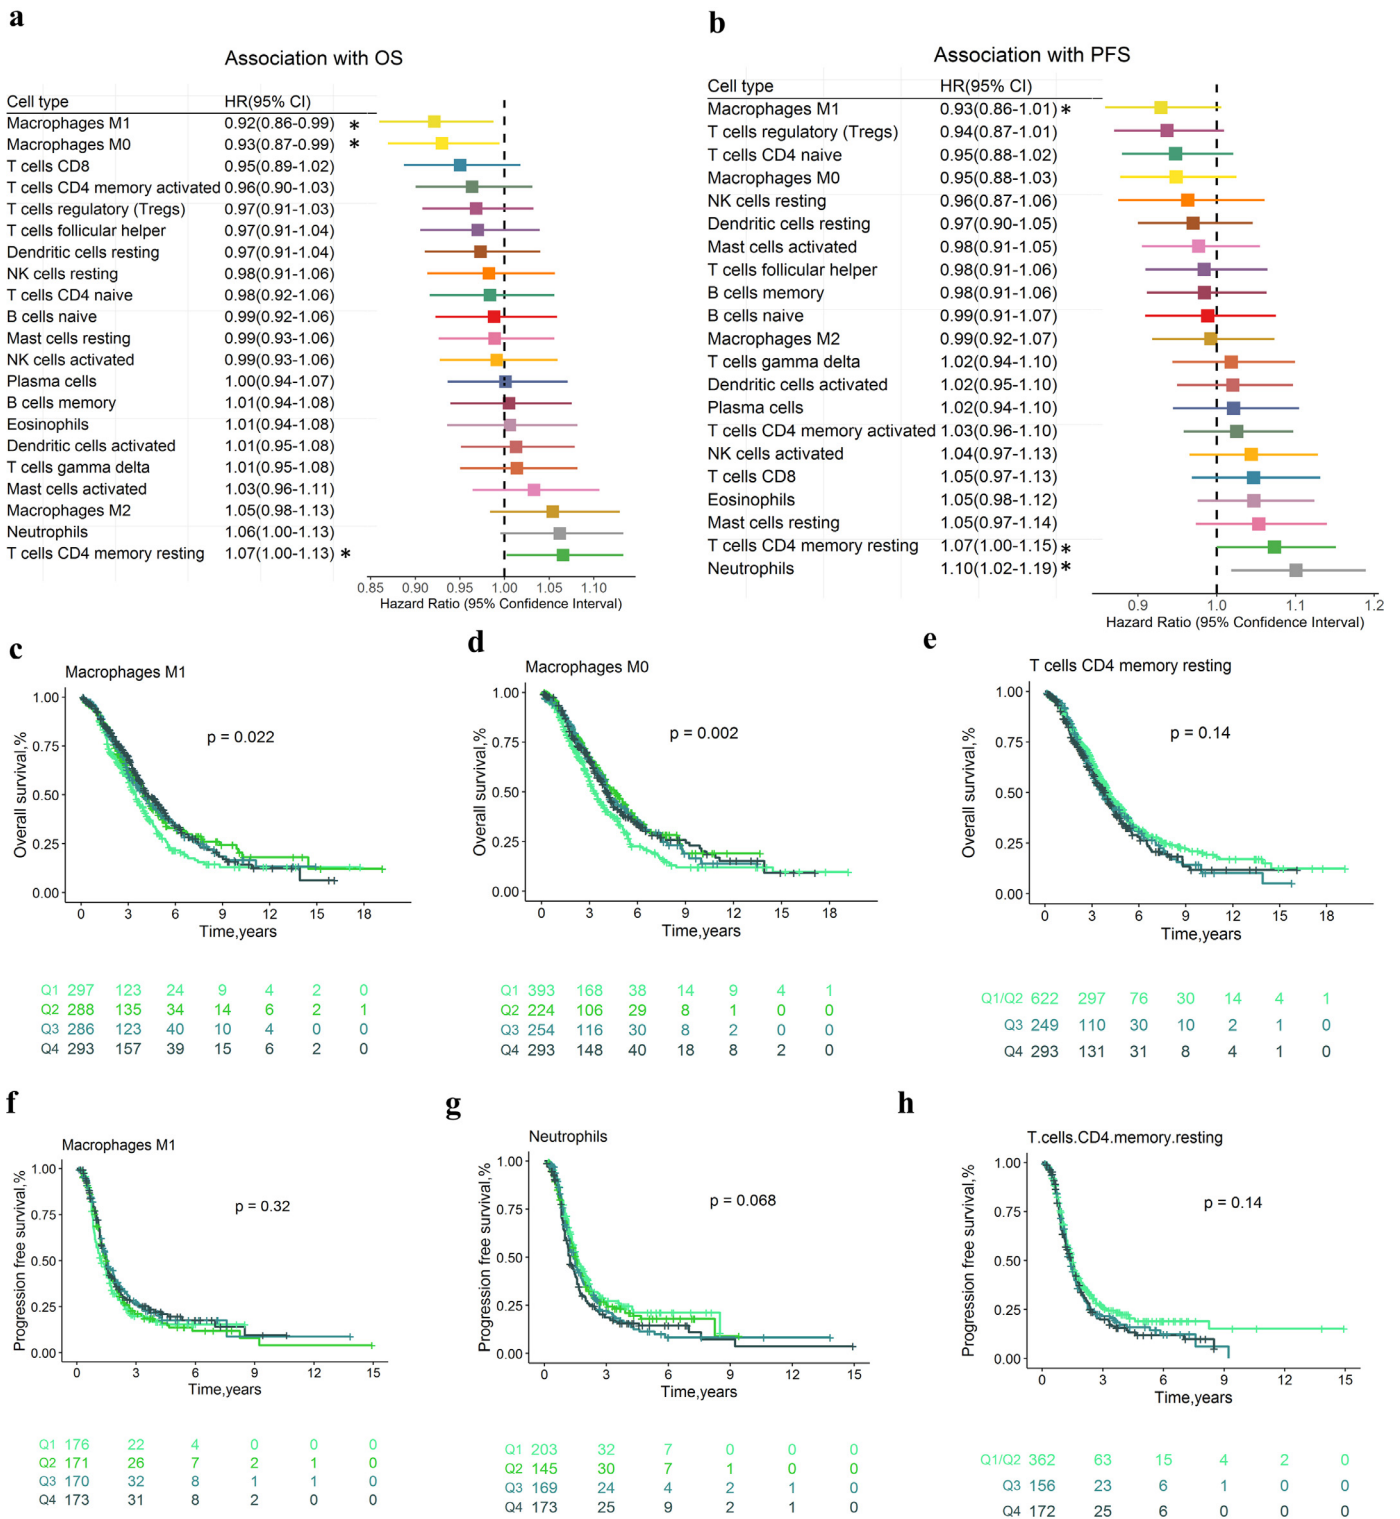 a
Association with OS
Cell type HR(95% CI)
Macrophages M1 0.92(0.86-0.99) *
Macrophages M0 0.93(0.87-0.99) *
T cells CD8 0.95(0.89-1.02)
T cells CD4 memory activated 0.96(0.90-1.03)
T cells regulatory (Tregs) 0.97(0.91-1.03)
T cells follicular helper 0.97(0.91-1.04)
Dendritic cells resting 0.97(0.91-1.04)
NK cells resting 0.98(0.91-1.06)
T cells CD4 naive 0.98(0.92-1.06)
B cells naive 0.99(0.92-1.06)
Mast cells resting 0.99(0.93-1.06)
NK cells activated 0.99(0.93-1.06)
Plasma cells 1.00(0.94-1.07)
B cells memory 1.01(0.94-1.08)
Eosinophils 1.01(0.94-1.08)
Dendritic cells activated 1.01(0.95-1.08)
T cells gamma delta 1.01(0.95-1.08)
Mast cells activated 1.03(0.96-1.11)
Macrophages M2 1.05(0.98-1.13)
Neutrophils 1.06(1.00-1.13)
T cells CD4 memory resting 1.07(1.00-1.13) *
0.85 0.90 0.95 1.00 1.05 1.10
Hazard Ratio (95% Confidence Interval)
b
Association with PFS
Cell type HR(95% CI)
Macrophages M1 0.93(0.86-1.01) *
T cells regulatory (Tregs) 0.94(0.87-1.01)
T cells CD4 naive 0.95(0.88-1.02)
Macrophages M0 0.95(0.88-1.03)
NK cells resting 0.96(0.87-1.06)
Dendritic cells resting 0.97(0.90-1.05)
Mast cells activated 0.98(0.91-1.05)
T cells follicular helper 0.98(0.91-1.06)
B cells memory 0.98(0.91-1.06)
B cells naive 0.99(0.91-1.07)
Macrophages M2 0.99(0.92-1.07)
T cells gamma delta 1.02(0.94-1.10)
Dendritic cells activated 1.02(0.95-1.10)
Plasma cells 1.02(0.94-1.10)
T cells CD4 memory activated 1.03(0.96-1.10)
NK cells activated 1.04(0.97-1.13)
T cells CD8 1.05(0.97-1.13)
Eosinophils 1.05(0.98-1.12)
Mast cells resting 1.05(0.97-1.14)
T cells CD4 memory resting 1.07(1.00-1.15) *
Neutrophils 1.10(1.02-1.19) *
0.9 1.0 1.1 1.2
Hazard Ratio (95% Confidence Interval)
c
Macrophages M1
Overall survival,%
1.00
0.75
0.50
0.25
0.00
p = 0.022
0 3 6 9 12 15 18
Time,years
Q1 297 123 24 9 4 2 0
Q2 288 135 34 14 6 2 1
Q3 286 123 40 10 4 0 0
Q4 293 157 39 15 6 2 0
d
Macrophages M0
Overall survival,%
1.00
0.75
0.50
0.25
0.00
p = 0.002
0 3 6 9 12 15 18
Time,years
Q1 393 168 38 14 9 4 1
Q2 224 106 29 8 1 0 0
Q3 254 116 30 8 2 0 0
Q4 293 148 40 18 8 2 0
e
T cells CD4 memory resting
Overall survival,%
1.00
0.75
0.50
0.25
0.00
p = 0.14
0 3 6 9 12 15 18
Time,years
Q1/Q2 622 297 76 30 14 4 1
Q3 249 110 30 10 2 1 0
Q4 293 131 31 8 4 1 0
f
Macrophages M1
Progression free survival,%
1.00
0.75
0.50
0.25
0.00
p = 0.32
0 3 6 9 12 15
Time,years
Q1 176 22 4 0 0 0
Q2 171 26 7 2 1 0
Q3 170 32 8 1 1 0
Q4 173 31 8 2 0 0
g
Neutrophils
Progression free survival,%
1.00
0.75
0.50
0.25
0.00
p = 0.068
0 3 6 9 12 15
Time,years
Q1 203 32 7 0 0 0
Q2 145 30 7 1 0 0
Q3 169 24 4 2 1 0
Q4 173 25 9 2 1 0
h
T.cells.CD4.memory.resting
Progression free survival,%
1.00
0.75
0.50
0.25
0.00
p = 0.14
0 3 6 9 12 15
Time,years
Q1/Q2 362 63 15 4 2 0
Q3 156 23 6 1 0 0
Q4 172 25 6 0 0 0